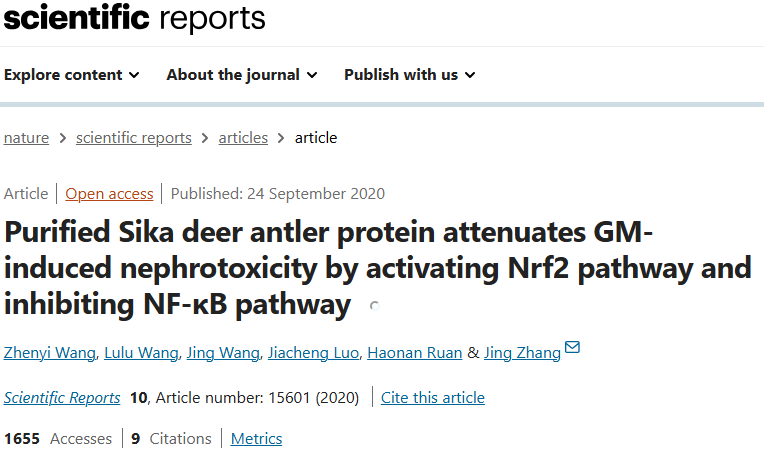 scientific reports
Explore content About the journal Publish with us
nature > scientific reports > articles > article
Article | Open access | Published: 24 September 2020
Purified Sika deer antler protein attenuates GM-
induced nephrotoxicity by activating Nrf2 pathway and
inhibiting NF-κB pathway
Zhenyi Wang, Lulu Wang, Jing Wang, Jiacheng Luo, Haonan Ruan & Jing Zhang
Scientific Reports 10, Article number: 15601 (2020) | Cite this article
1655 Accesses | 9 Citations | Metrics